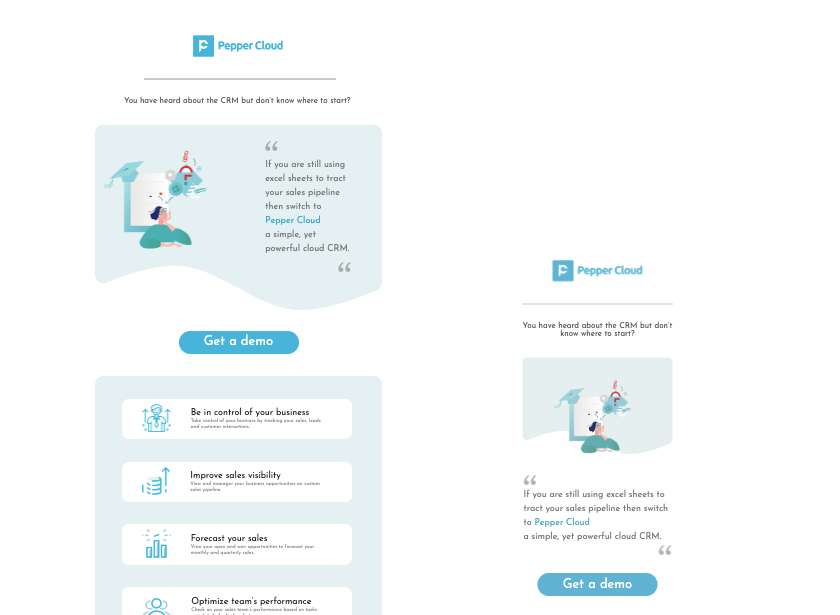 Pepper Cloud
You have heard about the CRM but don't know where to start?
“
If you are still using
excel sheets to tract
your sales pipeline
then switch to
Pepper Cloud
a simple, yet
powerful cloud CRM.
“
Get a demo
Be in control of your business
Take control of your business by tracking your sales, leads
and customer interactions.
Improve sales visibility
View and manager your business opportunities on custom
sales pipeline.
Forecast your sales
View your open and won opportunities to forecast your
monthly and quarterly sales.
Optimize team's performance
Check on your sales team's performance based on tasks
Pepper Cloud
You have heard about the CRM but don't
know where to start?
“
If you are still using excel sheets to
tract your sales pipeline then switch
to Pepper Cloud
a simple, yet powerful cloud CRM.
“
Get a demo